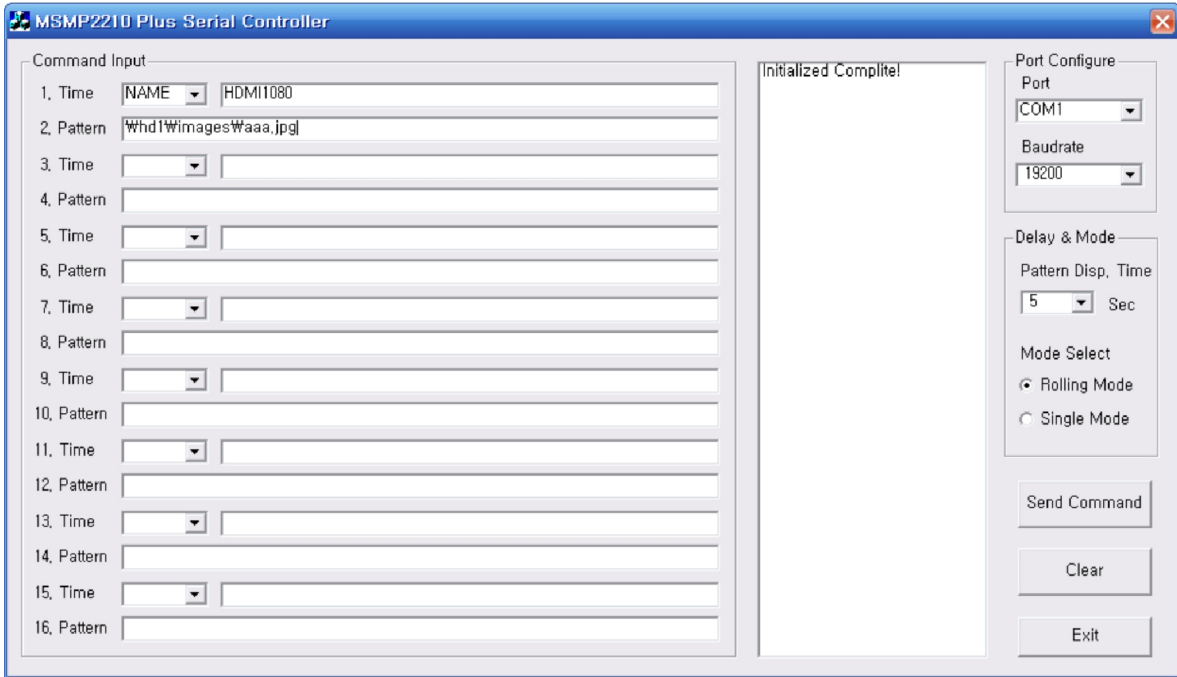 MSMP2210 Plus Serial Controller
Command Input
1, Time NAME HDMI1080
2, Pattern ₩hd1₩images₩aaa,jpg
3, Time
4, Pattern
5, Time
6, Pattern
7, Time
8, Pattern
9, Time
10, Pattern
11, Time
12, Pattern
13, Time
14, Pattern
15, Time
16, Pattern
Initialized Complite!
Port Configure
Port
COM1
Baudrate
19200
Delay & Mode
Pattern Disp, Time
5 Sec
Mode Select
Rolling Mode
Single Mode
Send Command
Clear
Exit